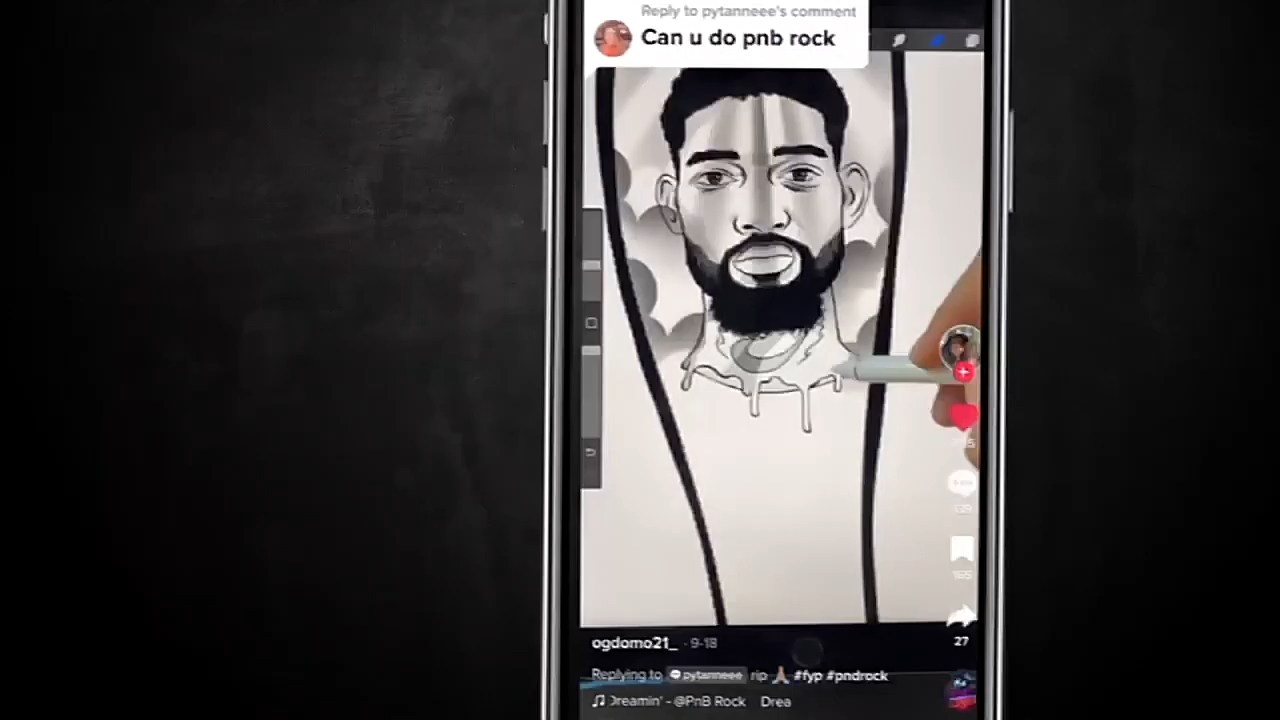 Reply to pytanneee's comment
Can u do pnb rock
185
27
ogdomo21_ · 9-18
Replying to pytanneee rip 🙏🏽 #fyp #pndrock
Dreamin' - @PnB Rock Drea